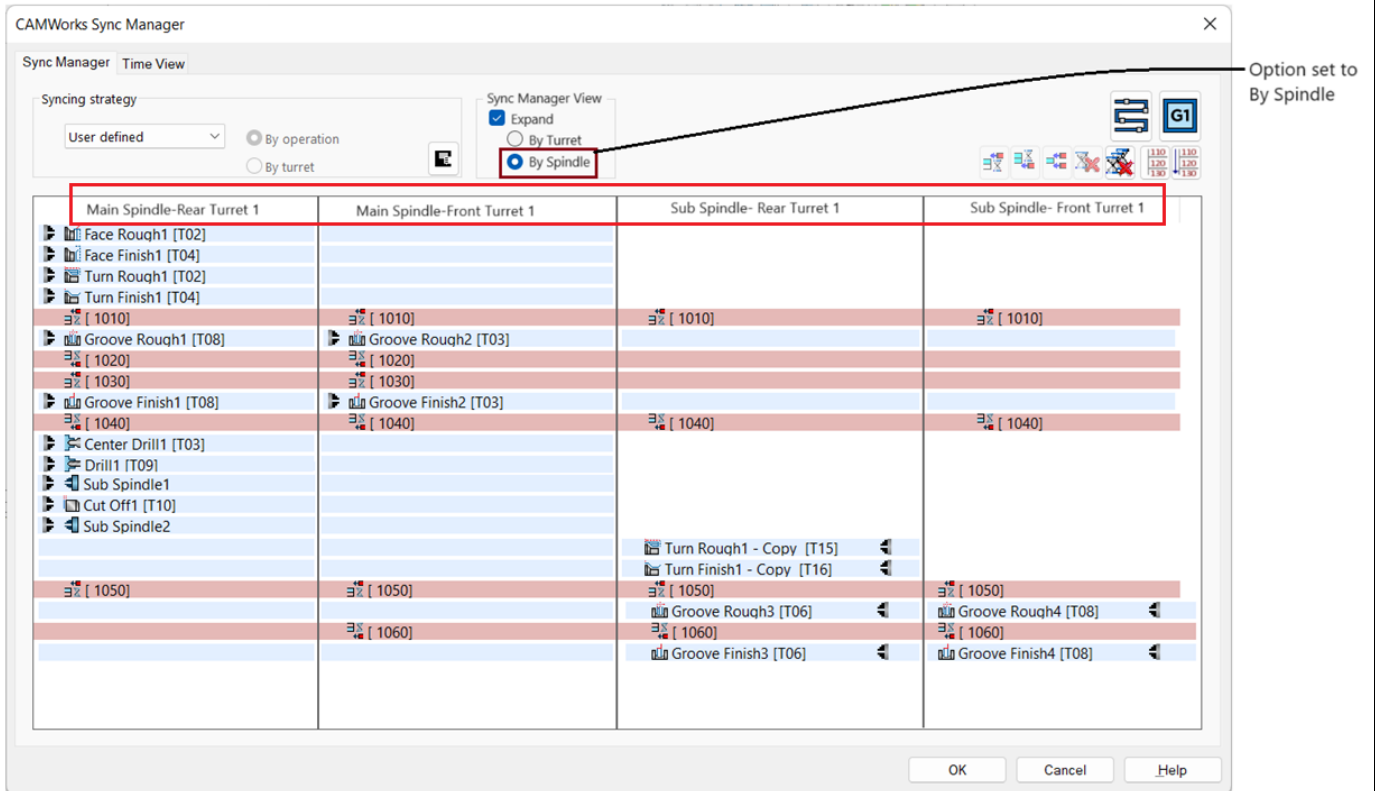 CAMWorks Sync Manager
Sync Manager Time View
Option set to
By Spindle
Syncing strategy
User defined
By operation
By turret
Sync Manager View
Expand
By Turret
By Spindle
G1
110 110
120 120
130 130
Main Spindle-Rear Turret 1 Main Spindle-Front Turret 1 Sub Spindle- Rear Turret 1 Sub Spindle- Front Turret 1
Face Rough1 [T02]
Face Finish1 [T04]
Turn Rough1 [T02]
Turn Finish1 [T04]
[ 1010] [ 1010] [ 1010] [ 1010]
Groove Rough1 [T08] Groove Rough2 [T03]
[ 1020] [ 1020]
[ 1030] [ 1030]
Groove Finish1 [T08] Groove Finish2 [T03]
[ 1040] [ 1040] [ 1040] [ 1040]
Center Drill1 [T03]
Drill1 [T09]
Sub Spindle1
Cut Off1 [T10]
Sub Spindle2
Turn Rough1 - Copy [T15]
Turn Finish1 - Copy [T16]
[ 1050] [ 1050] [ 1050] [ 1050]
Groove Rough3 [T06] Groove Rough4 [T08]
[ 1060] [ 1060] [ 1060]
Groove Finish3 [T06] Groove Finish4 [T08]
OK Cancel Help